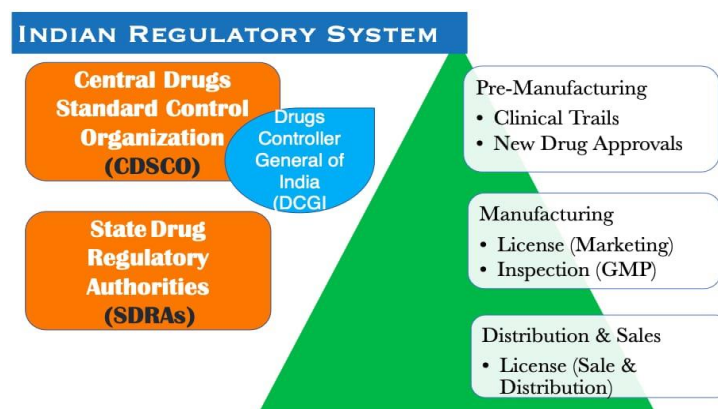 INDIAN REGULATORY SYSTEM
Central Drugs
Standard Control
Organization
(CDSCO)
Drugs
Controller
General of
India
(DCGI
State Drug
Regulatory
Authorities
(SDRAs)
Pre-Manufacturing
• Clinical Trails
• New Drug Approvals
Manufacturing
• License (Marketing)
• Inspection (GMP)
Distribution & Sales
• License (Sale &
Distribution)